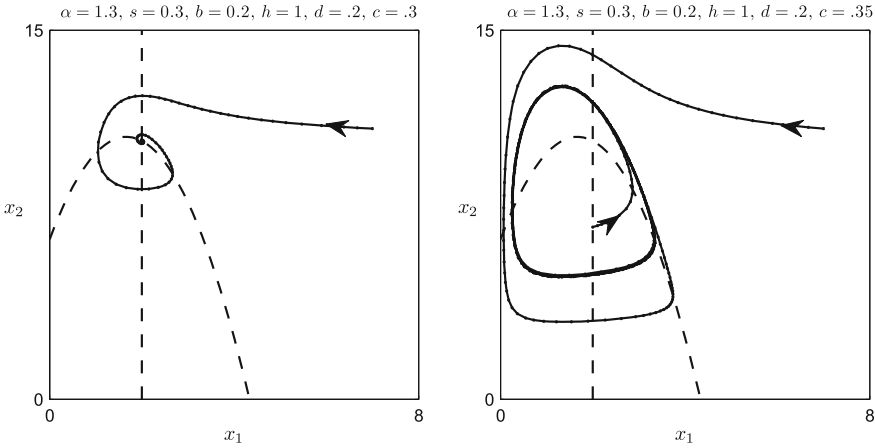 α = 1.3, s = 0.3, b = 0.2, h = 1, d = .2, c = .3
15
x₂
0
0
x₁
8
α = 1.3, s = 0.3, b = 0.2, h = 1, d = .2, c = .35
15
x₂
0
0
x₁
8